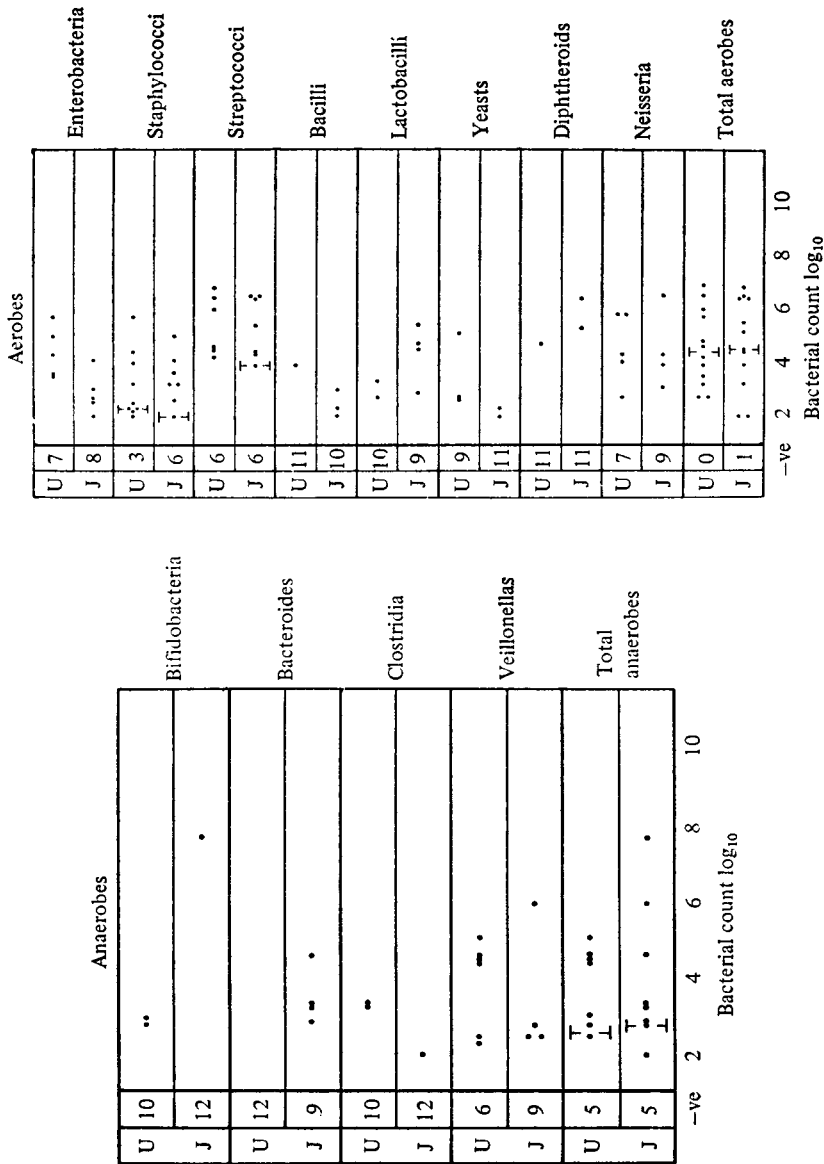 Aerobes
U 7
Enterobacteria
J 8
U 3
Staphylococci
J 6
U 6
Streptococci
J 6
U 11
Bacilli
J 10
U 10
Lactobacilli
J 9
U 9
Yeasts
J 11
U 11
Diphtheroids
J 11
U 7
Neisseria
J 9
U 0
Total aerobes
J 1
–ve 2 4 6 8 10
Bacterial count log10
Anaerobes
U 10
Bifidobacteria
J 12
U 12
Bacteroides
J 9
U 10
Clostridia
J 12
U 6
Veillonellas
J 9
U 5
Total
anaerobes
J 5
–ve 2 4 6 8 10
Bacterial count log10